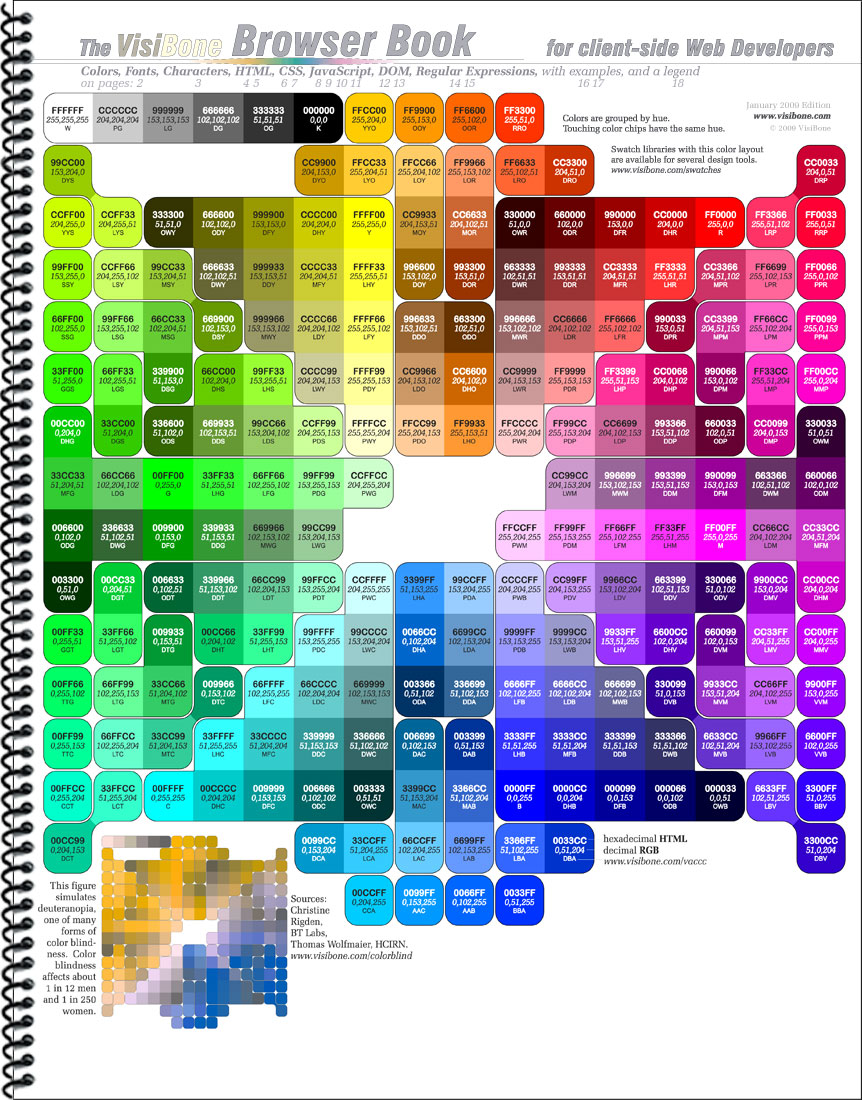 The VisiBone Browser Book for client-side Web Developers
Colors, Fonts, Characters, HTML, CSS, JavaScript, DOM, Regular Expressions, with examples, and a legend
on pages: 2 3 4 5 6 7 8 9 10 11 12 13 14 15 16 17 18
January 2009 Edition
www.visibone.com
© 2009 VisiBone
Colors are grouped by hue.
Touching color chips have the same hue.
Swatch libraries with this color layout
are available for several design tools.
www.visibone.com/swatches
FFFFFF CCCCCC 999999 666666 333333 000000 FFCC00 FF9900 FF6600 FF3300
255,255,255 204,204,204 153,153,153 102,102,102 51,51,51 0,0,0 255,204,0 255,153,0 255,102,0 255,51,0
W PG LG DG OG K YYO OOY OOR RRO
99CC00 CC9900 FFCC33 FFCC66 FF9966 FF6633 CC3300 CC0033
153,204,0 204,153,0 255,204,51 255,204,102 255,153,102 255,102,51 204,51,0 204,0,51
DYS DYO LYO LOY LOR LRO DRO DRP
CCFF00 CCFF33 333300 666600 999900 CCCC00 FFFF00 CC9933 CC6633 330000 660000 990000 CC0000 FF0000 FF3366 FF0033
204,255,0 204,255,51 51,51,0 102,102,0 153,153,0 204,204,0 255,255,0 204,153,51 204,102,51 51,0,0 102,0,0 153,0,0 204,0,0 255,0,0 255,51,102 255,0,51
YYS LYS OWY ODY DFY DHY Y MOY MOR OWR ODR DFR DHR R LRP RRP
99FF00 CCFF66 99CC33 666633 999933 CCCC33 FFFF33 996600 993300 663333 993333 CC3333 FF3333 CC3366 FF6699 FF0066
153,255,0 204,255,102 153,204,51 102,102,51 153,153,51 204,204,51 255,255,51 153,102,0 153,51,0 102,51,51 153,51,51 204,51,51 255,51,51 204,51,102 255,102,153 255,0,102
SSY LSY MSY DWY DDY MFY LHY DOY DOR DWR DDR MFR LHR MPR LPR PPR
66FF00 99FF66 66CC33 669900 999966 CCCC66 FFFF66 996633 663300 996666 CC6666 FF6666 990033 CC3399 FF66CC FF0099
102,255,0 153,255,102 102,204,51 102,153,0 153,153,102 204,204,102 255,255,102 153,102,51 102,51,0 153,102,102 204,102,102 255,102,102 153,0,51 204,51,153 255,102,204 255,0,153
SSG LSG MSG DSY MWY LDY LFY DDO ODO MWR LDR LFR DPR MPM LPM PPM
33FF00 66FF33 339900 66CC00 99FF33 CCCC99 FFFF99 CC9966 CC6600 CC9999 FF9999 FF3399 CC0066 990066 FF33CC FF00CC
51,255,0 102,255,51 51,153,0 102,204,0 153,255,51 204,204,153 255,255,153 204,153,102 204,102,0 204,153,153 255,153,153 255,51,153 204,0,102 153,0,102 255,51,204 255,0,204
GGS LGS DSG DHS LHS LWY PDY LDO DHO LWR PDR LHP DHP DPM LMP MMP
00CC00 33CC00 336600 669933 99CC66 CCFF99 FFFFCC FFCC99 FF9933 FFCCCC FF99CC CC6699 993366 660033 CC0099 330033
0,204,0 51,204,0 51,102,0 102,153,51 153,204,102 204,255,153 255,255,204 255,204,153 255,153,51 255,204,204 255,153,204 204,102,153 153,51,102 102,0,51 204,0,153 51,0,51
DHG DGS ODS DDS LDS PDS PWY PDO LHO PWR PDP LDP DDP ODP DMP OWM
33CC33 66CC66 00FF00 33FF33 66FF66 99FF99 CCFFCC CC99CC 996699 993399 990099 663366 660066
51,204,51 102,204,102 0,255,0 51,255,51 102,255,102 153,255,153 204,255,204 204,153,204 153,102,153 153,51,153 153,0,153 102,51,102 102,0,102
MFG LDG G LHG LFG PDG PWG LWM MWM DDM DFM DWM ODM
006600 336633 009900 339933 669966 99CC99 FFCCFF FF99FF FF66FF FF33FF FF00FF CC66CC CC33CC
0,102,0 51,102,51 0,153,0 51,153,51 102,153,102 153,204,153 255,204,255 255,153,255 255,102,255 255,51,255 255,0,255 204,102,204 204,51,204
ODG DWG DFG DDG MWG LWG PWM PDM LFM LHM M LDM MFM
003300 00CC33 006633 339966 66CC99 99FFCC CCFFFF 3399FF 99CCFF CCCCFF CC99FF 9966CC 663399 330066 9900CC CC00CC
0,51,0 0,204,51 0,102,51 51,153,102 102,204,153 153,255,204 204,255,255 51,153,255 153,204,255 204,204,255 204,153,255 153,102,204 102,51,153 51,0,102 153,0,204 204,0,204
OWG DGT ODT DDT LDT PDT PWC LHA PDA PWB PDV LDV DDV ODV DMV DHM
00FF33 33FF66 009933 00CC66 33FF99 99FFFF 99CCCC 0066CC 6699CC 9999FF 9999CC 9933FF 6600CC 660099 CC33FF CC00FF
0,255,51 51,255,102 0,153,51 0,204,102 51,255,153 153,255,255 153,204,204 0,102,204 102,153,204 153,153,255 153,153,204 153,51,255 102,0,204 102,0,153 204,51,255 204,0,255
GGT LGT DTG DHT LHT PDC LWC DHA LDA PDB LWB LHV DHV DVM LMV MMV
00FF66 66FF99 33CC66 009966 66FFFF 66CCCC 669999 003366 336699 6666FF 6666CC 666699 330099 9933CC CC66FF 9900FF
0,255,102 102,255,153 51,204,102 0,153,102 102,255,255 102,204,204 102,153,153 0,51,102 51,102,153 102,102,255 102,102,204 102,102,153 51,0,153 153,51,204 204,102,255 153,0,255
TTG LTG MTG DTC LFC LDC MWC ODA DDA LFB LDB MWB DVB MVM LVM VVM
00FF99 66FFCC 33CC99 33FFFF 33CCCC 339999 336666 006699 003399 3333FF 3333CC 333399 333366 6633CC 9966FF 6600FF
0,255,153 102,255,204 51,204,153 51,255,255 51,204,204 51,153,153 51,102,102 0,102,153 0,51,153 51,51,255 51,51,204 51,51,153 51,51,102 102,51,204 153,102,255 102,0,255
TTC LTC MTC LHC MFC DDC DWC DAC DAB LHB MFB DDB DWB MVB LVB VVB
00FFCC 33FFCC 00FFFF 00CCCC 009999 006666 003333 3399CC 3366CC 0000FF 0000CC 000099 000066 000033 6633FF 3300FF
0,255,204 51,255,204 0,255,255 0,204,204 0,153,153 0,102,102 0,51,51 51,153,204 51,102,204 0,0,255 0,0,204 0,0,153 0,0,102 0,0,51 102,51,255 51,0,255
CCT LCT C DHC DFC ODC OWC MAC MAB B DHB DFB ODB OWB LBV BBV
00CC99 0099CC 33CCFF 66CCFF 6699FF 3366FF 0033CC 3300CC
0,204,153 0,153,204 51,204,255 102,204,255 102,153,255 51,102,255 0,51,204 51,0,204
DCT DCA LCA LAC LAB LBA DBA DBV
hexadecimal HTML
decimal RGB
www.visibone.com/vaccc
00CCFF 0099FF 0066FF 0033FF
0,204,255 0,153,255 0,102,255 0,51,255
CCA AAC AAB BBA
This figure
simulates
deuteranopia,
one of many
forms of
color blind-
ness. Color
blindness
affects about
1 in 12 men
and 1 in 250
women.
Sources:
Christine
Rigden,
BT Labs,
Thomas Wolfmaier, HCIRN.
www.visibone.com/colorblind